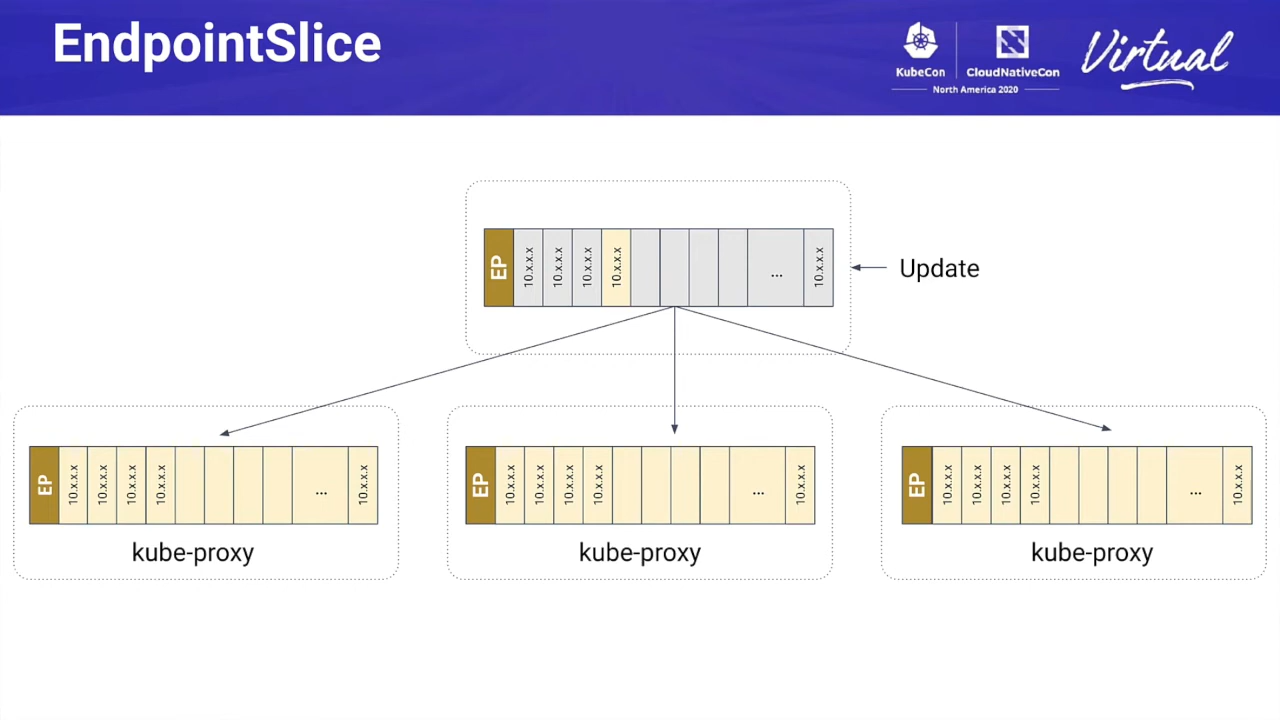 EndpointSlice
KubeCon
CloudNativeCon
North America 2020
Virtual
EP
10.x.x.x
10.x.x.x
10.x.x.x
10.x.x.x
...
10.x.x.x
Update
EP
10.x.x.x
10.x.x.x
10.x.x.x
10.x.x.x
...
10.x.x.x
kube-proxy
EP
10.x.x.x
10.x.x.x
10.x.x.x
10.x.x.x
...
10.x.x.x
kube-proxy
EP
10.x.x.x
10.x.x.x
10.x.x.x
10.x.x.x
...
10.x.x.x
kube-proxy